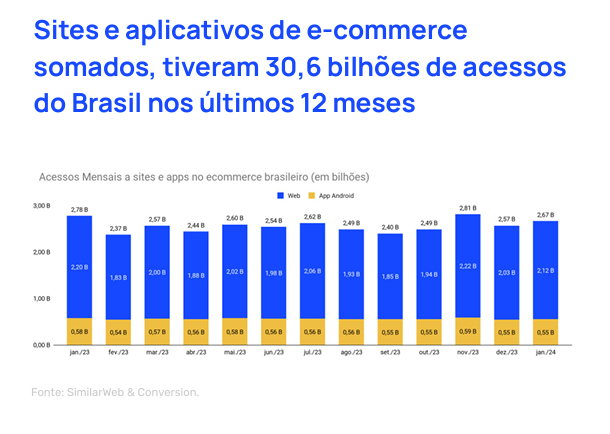 Sites e aplicativos de e-commerce
somados, tiveram 30,6 bilhões de acessos
do Brasil nos últimos 12 meses
Acessos Mensais a sites e apps no ecommerce brasileiro (em bilhões)
Web App Android
3,00 B
2,00 B
1,00 B
0,00 B
2,78 B 2,37 B 2,57 B 2,44 B 2,60 B 2,54 B 2,62 B 2,49 B 2,40 B 2,49 B 2,81 B 2,57 B 2,67 B
2,20 B 1,83 B 2,00 B 1,88 B 2,02 B 1,98 B 2,06 B 1,93 B 1,85 B 1,94 B 2,22 B 2,03 B 2,12 B
0,58 B 0,54 B 0,57 B 0,56 B 0,58 B 0,56 B 0,56 B 0,56 B 0,55 B 0,55 B 0,59 B 0,55 B 0,55 B
jan./23 fev./23 mar./23 abr./23 mai./23 jun./23 jul./23 ago./23 set./23 out./23 nov./23 dez./23 jan./24
Fonte: SimilarWeb & Conversion.